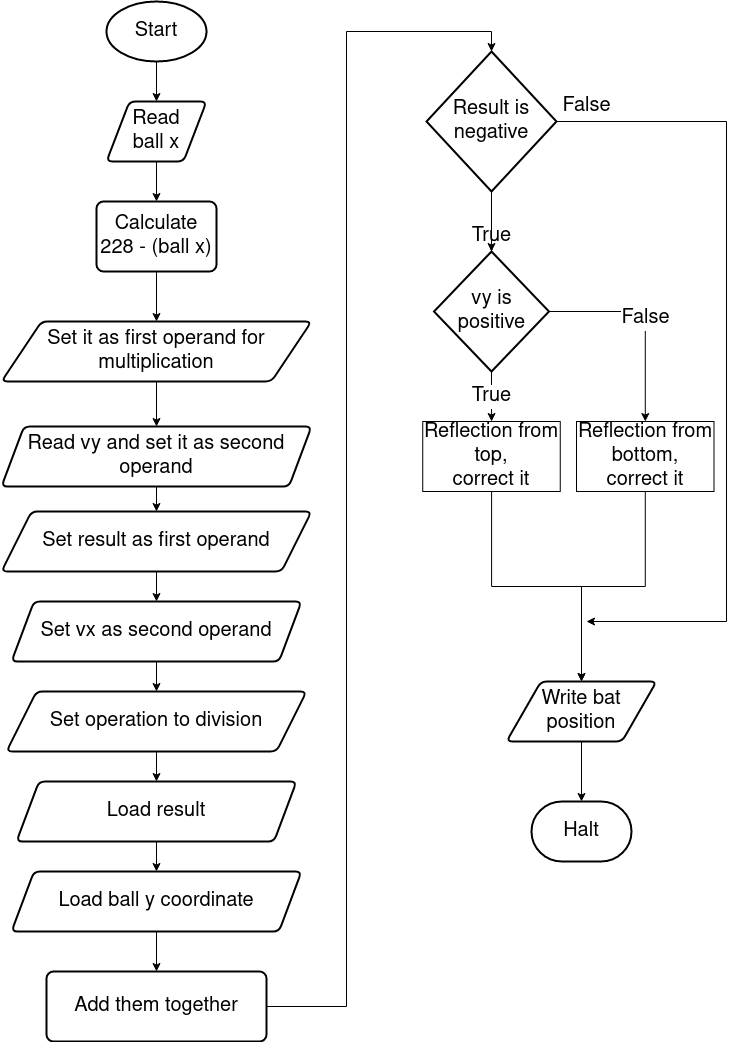 Start
Read
ball x
Calculate
228 - (ball x)
Set it as first operand for
multiplication
Read vy and set it as second
operand
Set result as first operand
Set vx as second operand
Set operation to division
Load result
Load ball y coordinate
Add them together
Result is
negative
False
True
vy is
positive
False
True
Reflection from
top,
correct it
Reflection from
bottom,
correct it
Write bat
position
Halt